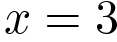 x = 3